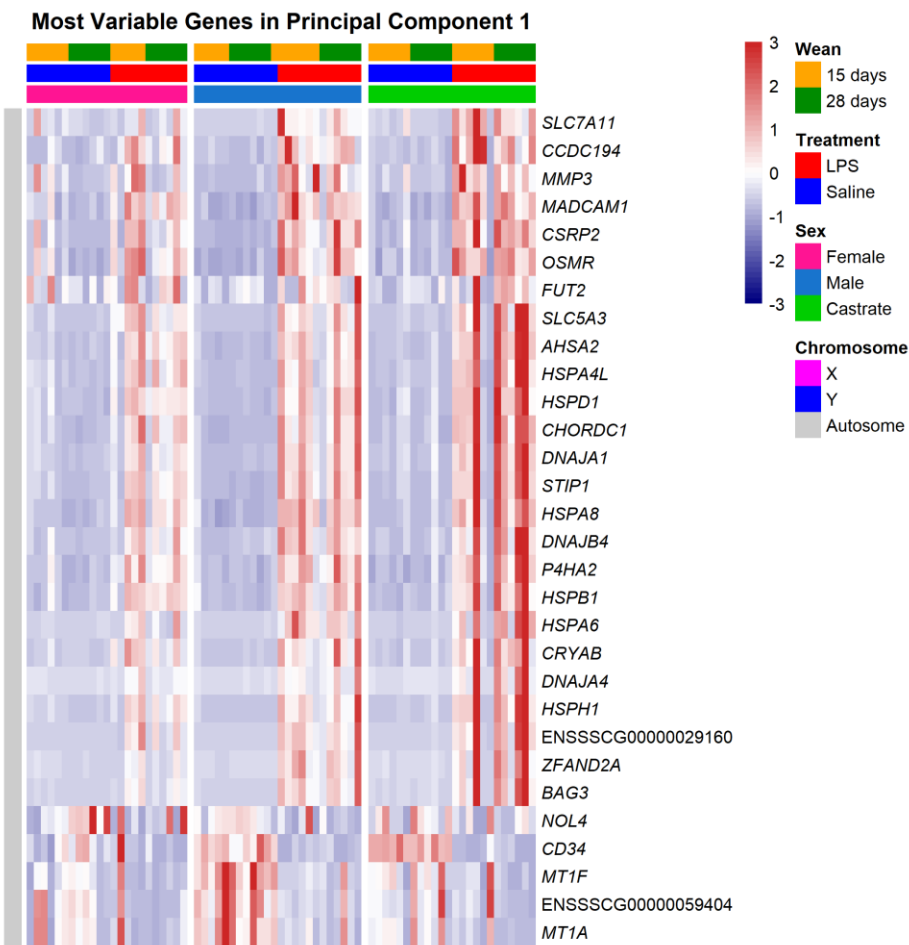 Most Variable Genes in Principal Component 1
SLC7A11
CCDC194
MMP3
MADCAM1
CSRP2
OSMR
FUT2
SLC5A3
AHSA2
HSPA4L
HSPD1
CHORDC1
DNAJA1
STIP1
HSPA8
DNAJB4
P4HA2
HSPB1
HSPA6
CRYAB
DNAJA4
HSPH1
ENSSSCG00000029160
ZFAND2A
BAG3
NOL4
CD34
MT1F
ENSSSCG00000059404
MT1A
3
2
1
0
-1
-2
-3
Wean
15 days
28 days
Treatment
LPS
Saline
Sex
Female
Male
Castrate
Chromosome
X
Y
Autosome